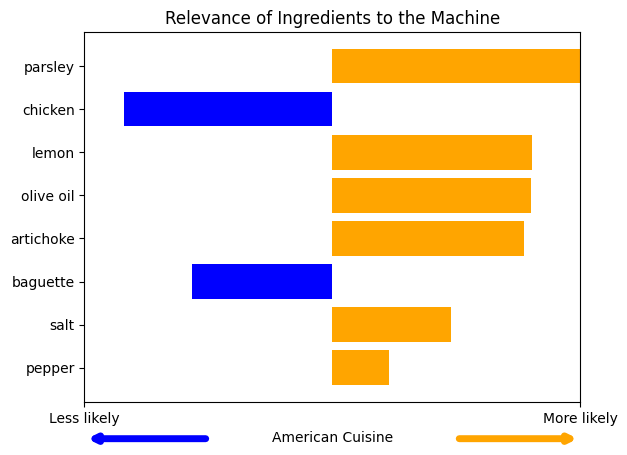 Relevance of Ingredients to the Machine
parsley
chicken
lemon
olive oil
artichoke
baguette
salt
pepper
Less likely More likely
American Cuisine